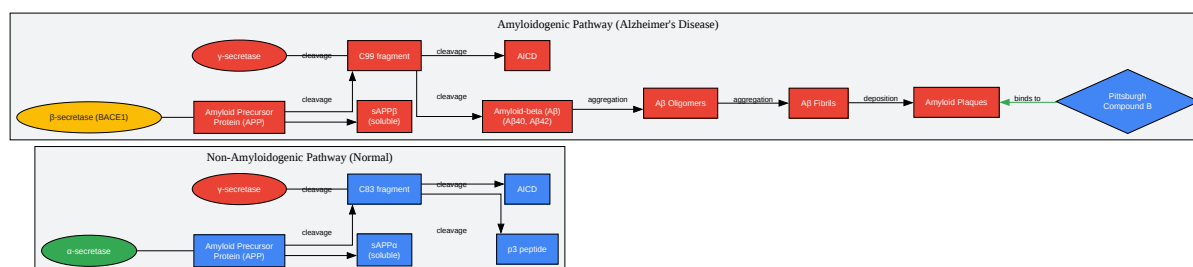 Amyloidogenic Pathway (Alzheimer's Disease)
γ-secretase
cleavage
C99 fragment
cleavage
AICD
β-secretase (BACE1)
Amyloid Precursor
Protein (APP)
cleavage
sAPPβ
(soluble)
cleavage
Amyloid-beta (Aβ)
(Aβ40, Aβ42)
aggregation
Aβ Oligomers
aggregation
Aβ Fibrils
deposition
Amyloid Plaques
binds to
Pittsburgh
Compound B
Non-Amyloidogenic Pathway (Normal)
γ-secretase
cleavage
C83 fragment
cleavage
AICD
α-secretase
Amyloid Precursor
Protein (APP)
cleavage
sAPPα
(soluble)
cleavage
p3 peptide